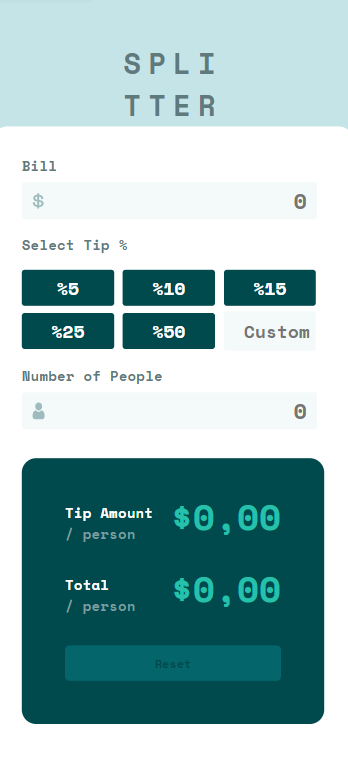 SPLI
TTER
Bill
$ 0
Select Tip %
%5 %10 %15
%25 %50 Custom
Number of People
0
Tip Amount $0,00
/ person
Total $0,00
/ person
Reset